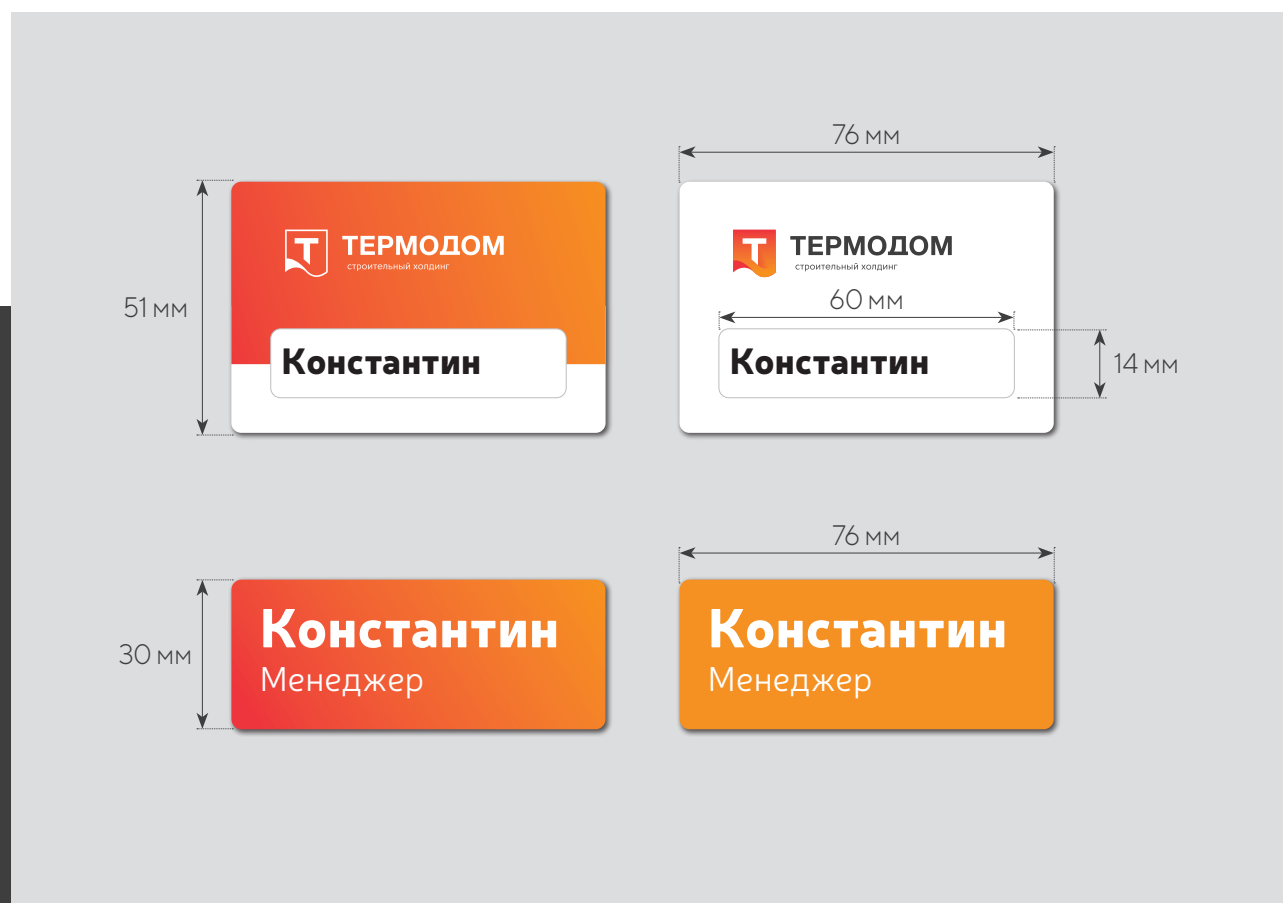 76 мм
ТЕРМОДОМ
строительный холдинг
ТЕРМОДОМ
строительный холдинг
60 мм
51 мм
Константин
Константин
14 мм
76 мм
Константин
Менеджер
Константин
Менеджер
30 мм